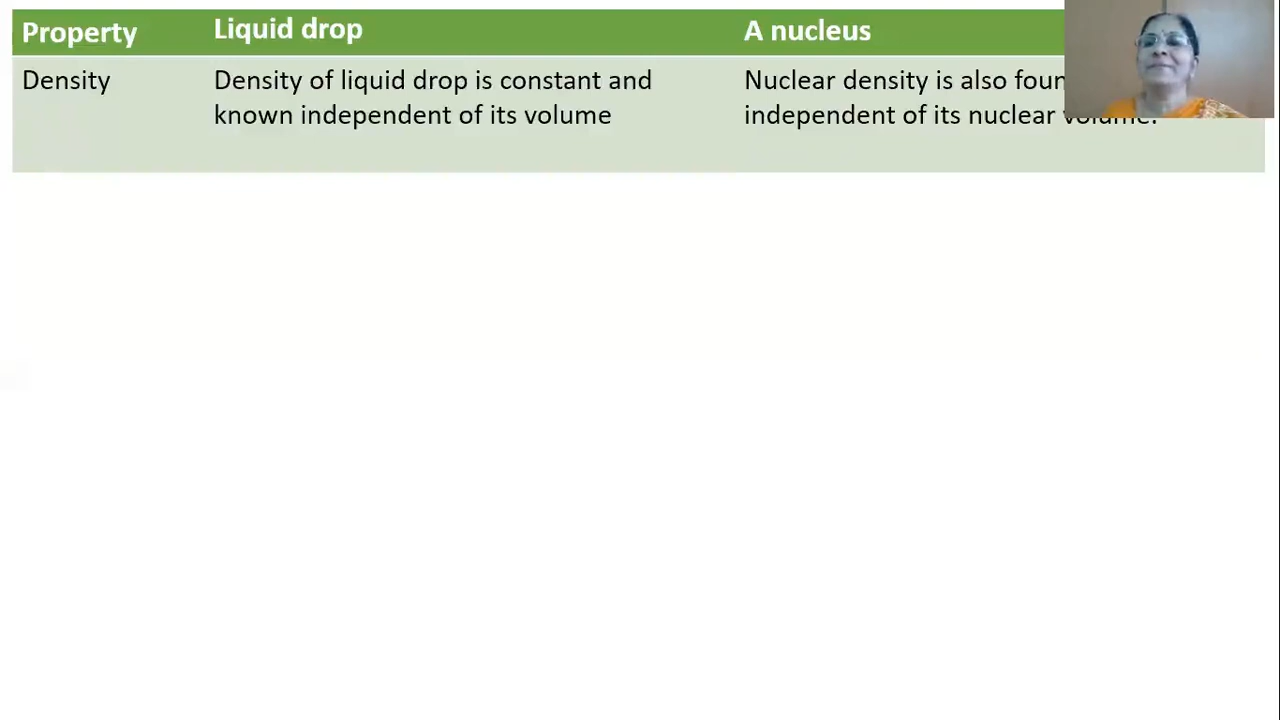 Property Liquid drop A nucleus
Density Density of liquid drop is constant and Nuclear density is also
known independent of its volume independent of its nuclear volume.